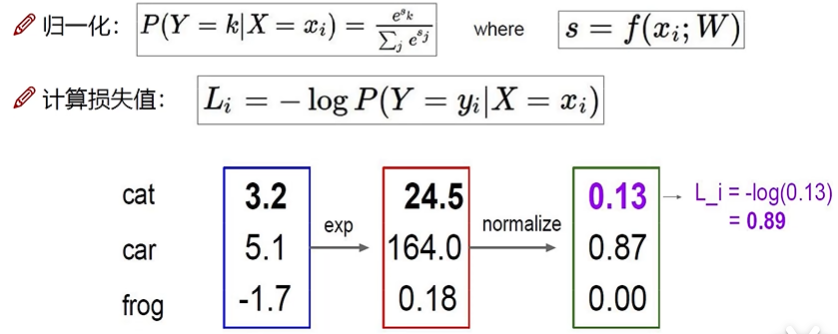 归一化： P(Y = k|X = x_i) = \frac{e^{s_k}}{\sum_j e^{s_j}} where s = f(x_i; W)
计算损失值： L_i = − log P(Y = y_i|X = x_i)
cat 3.2 24.5 0.13 L_i = -log(0.13)
= 0.89
exp normalize
car 5.1 164.0 0.87
frog -1.7 0.18 0.00